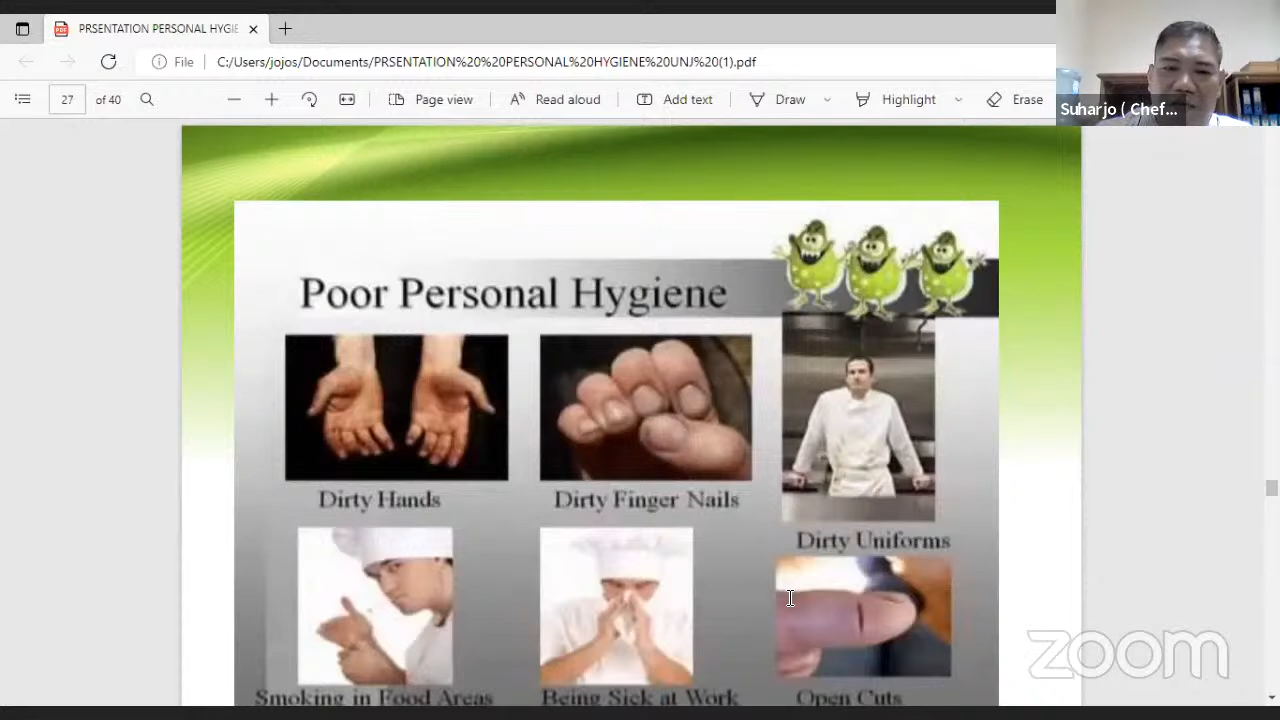 PRSENTATION PERSONAL HYGIE
File C:/Users/jojos/Documents/PRSENTATION%20%20PERSONAL%20HYGIENE%20UNJ%20(1).pdf
27 of 40 Page view Read aloud Add text Draw Highlight Erase
Suharjo ( Chef...
Poor Personal Hygiene
Dirty Hands
Dirty Finger Nails
Dirty Uniforms
Smoking in Food Areas
Being Sick at Work
Open Cuts
zoom